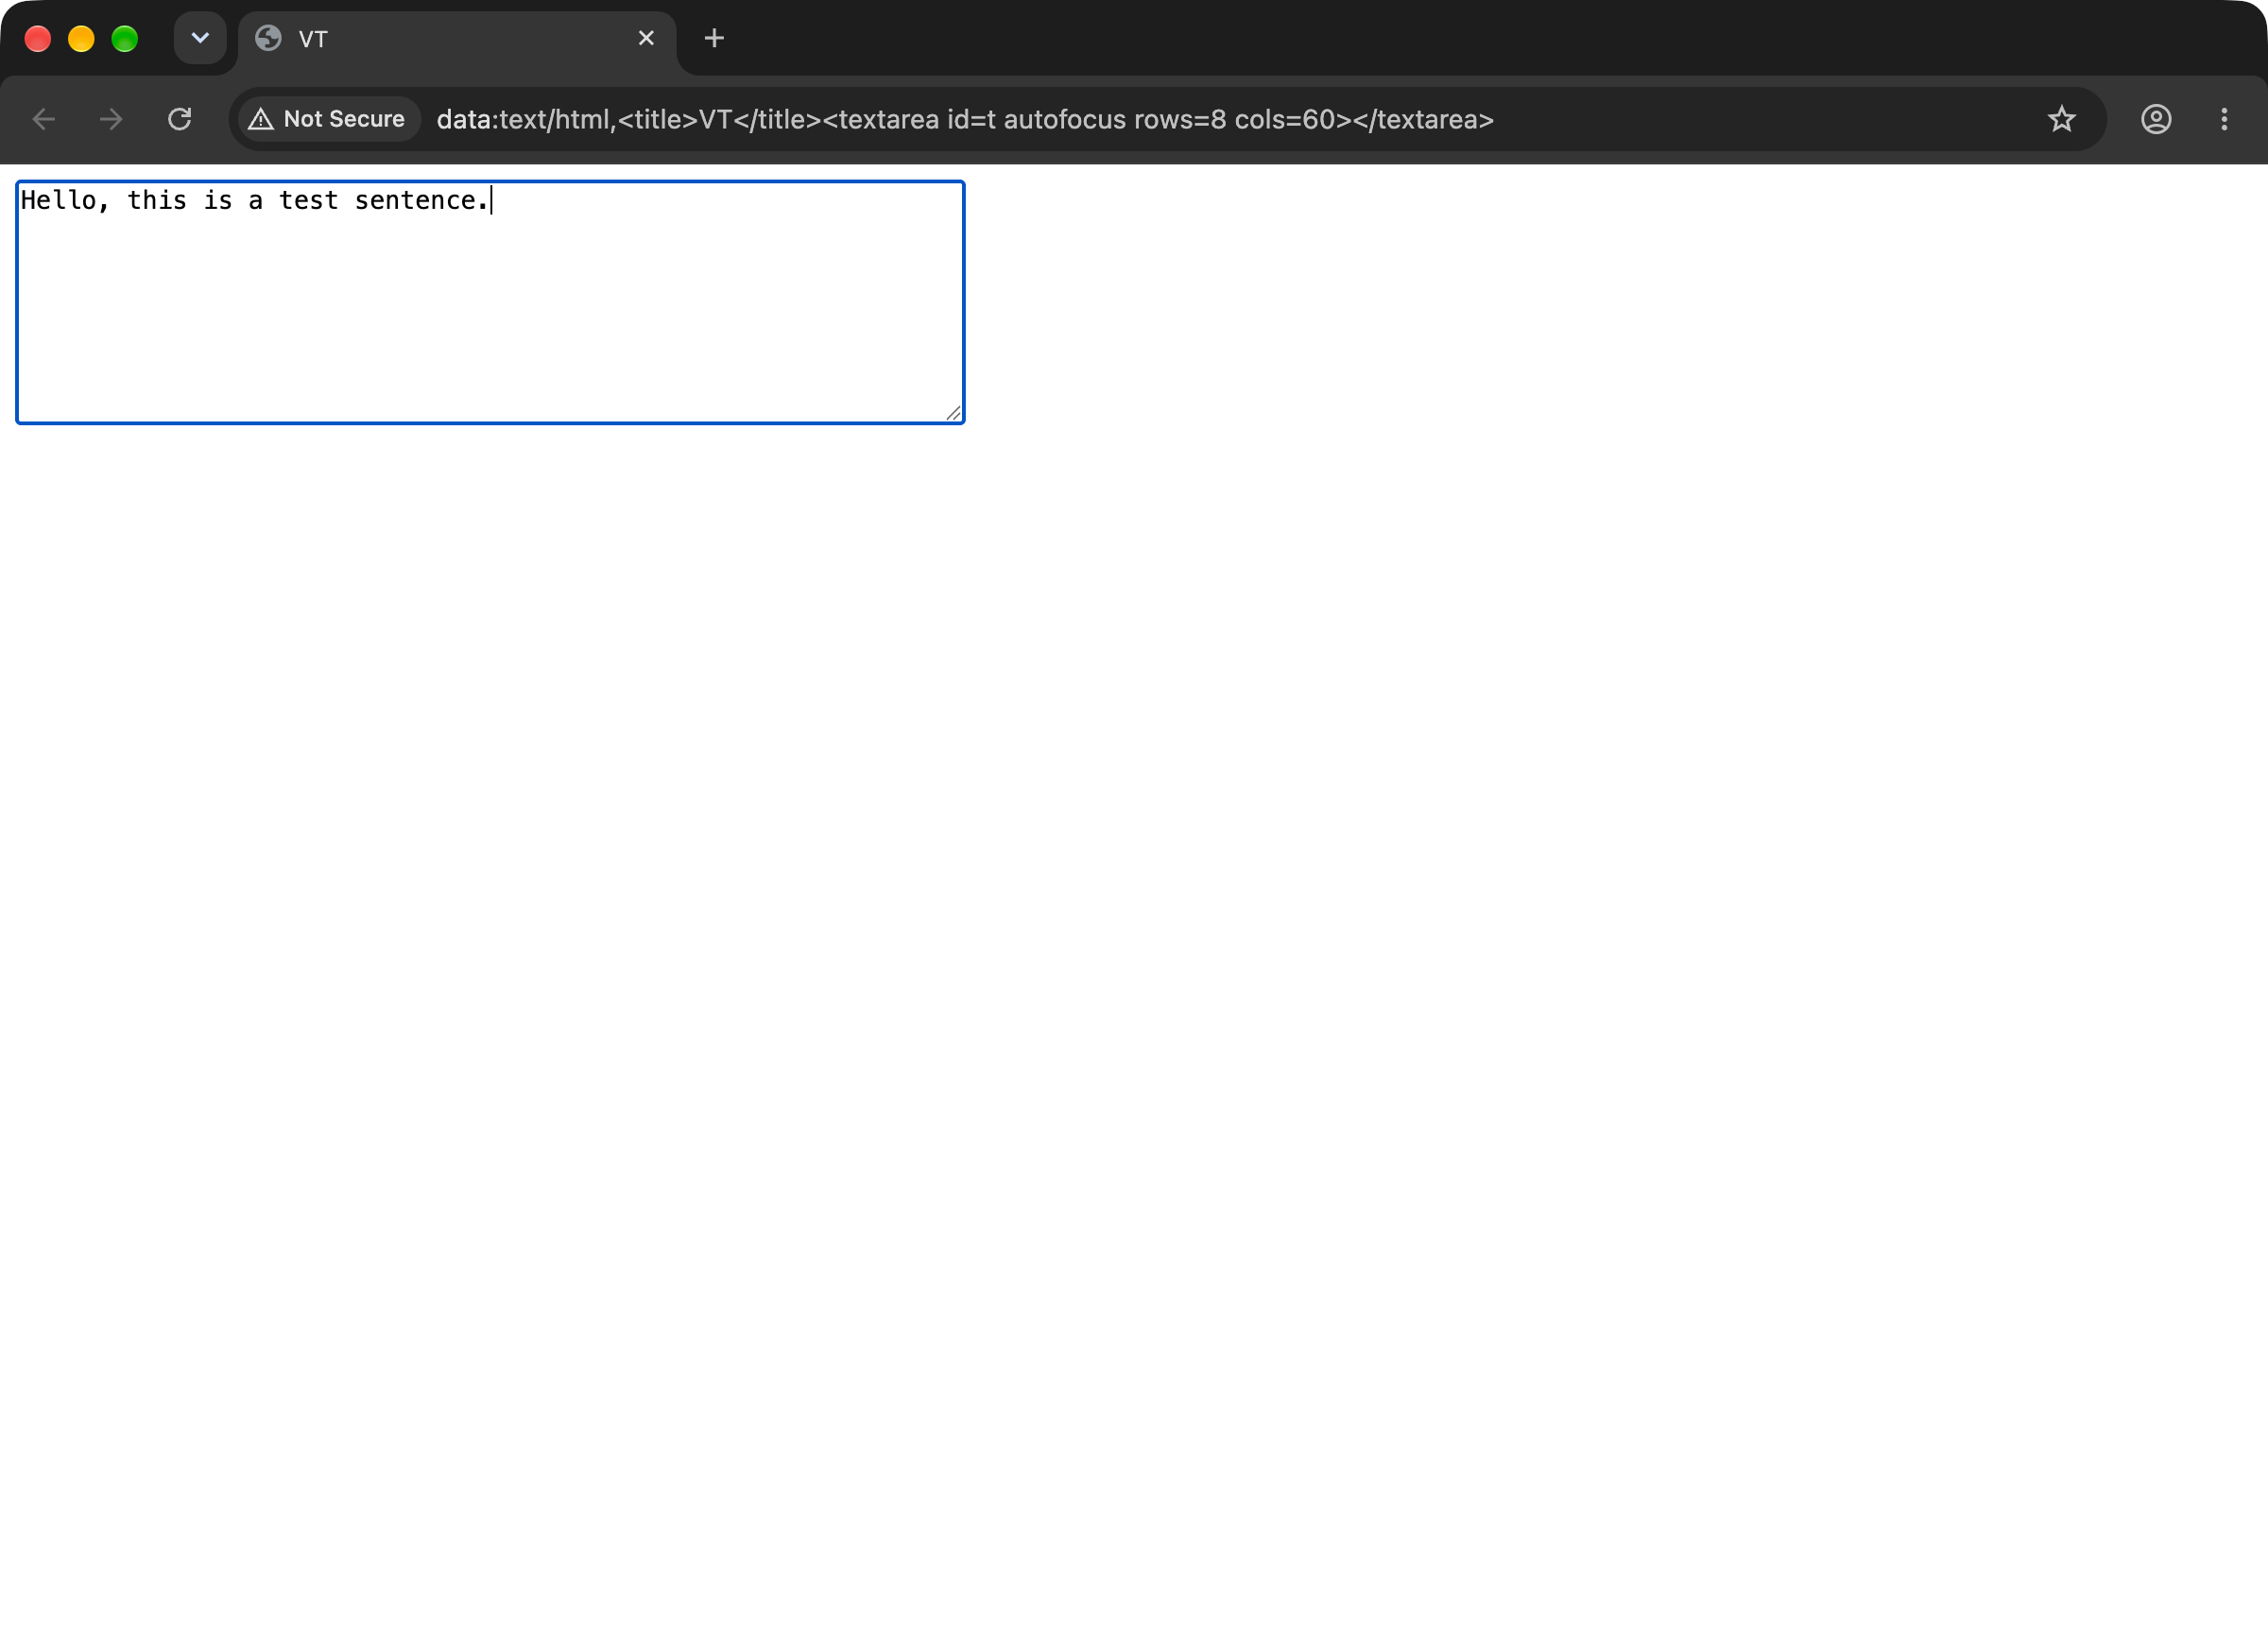 VT
Not Secure
data:text/html,<title>VT</title><textarea id=t autofocus rows=8 cols=60></textarea>
Hello, this is a test sentence.